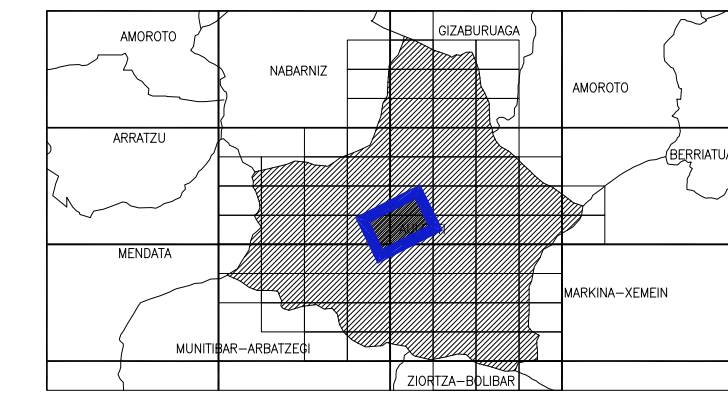 AMOROTO
GIZABURUAGA
NABARNIZ
AMOROTO
ARRATZU
BERRIATUA
MENDATA
MARKINA-XEMEIN
MUNITIBAR-ARBATZEGI
ZIORTZA-BOLIBAR